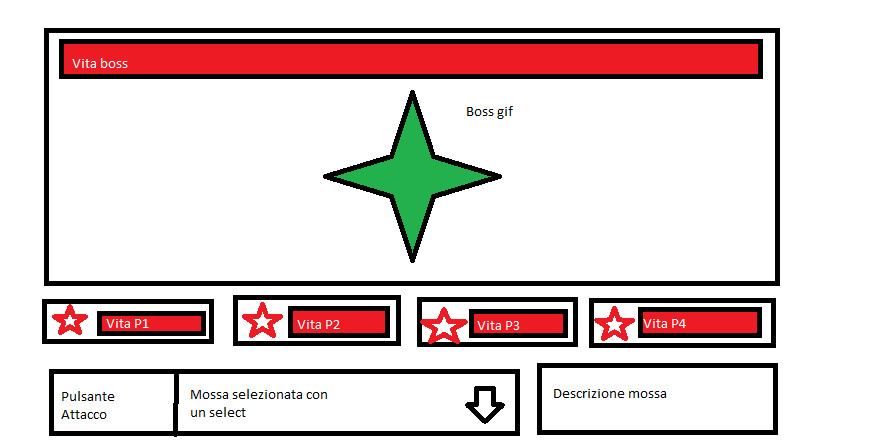 Vita boss
Boss gif
Vita P1
Vita P2
Vita P3
Vita P4
Pulsante
Attacco
Mossa selezionata con
un select
Descrizione mossa